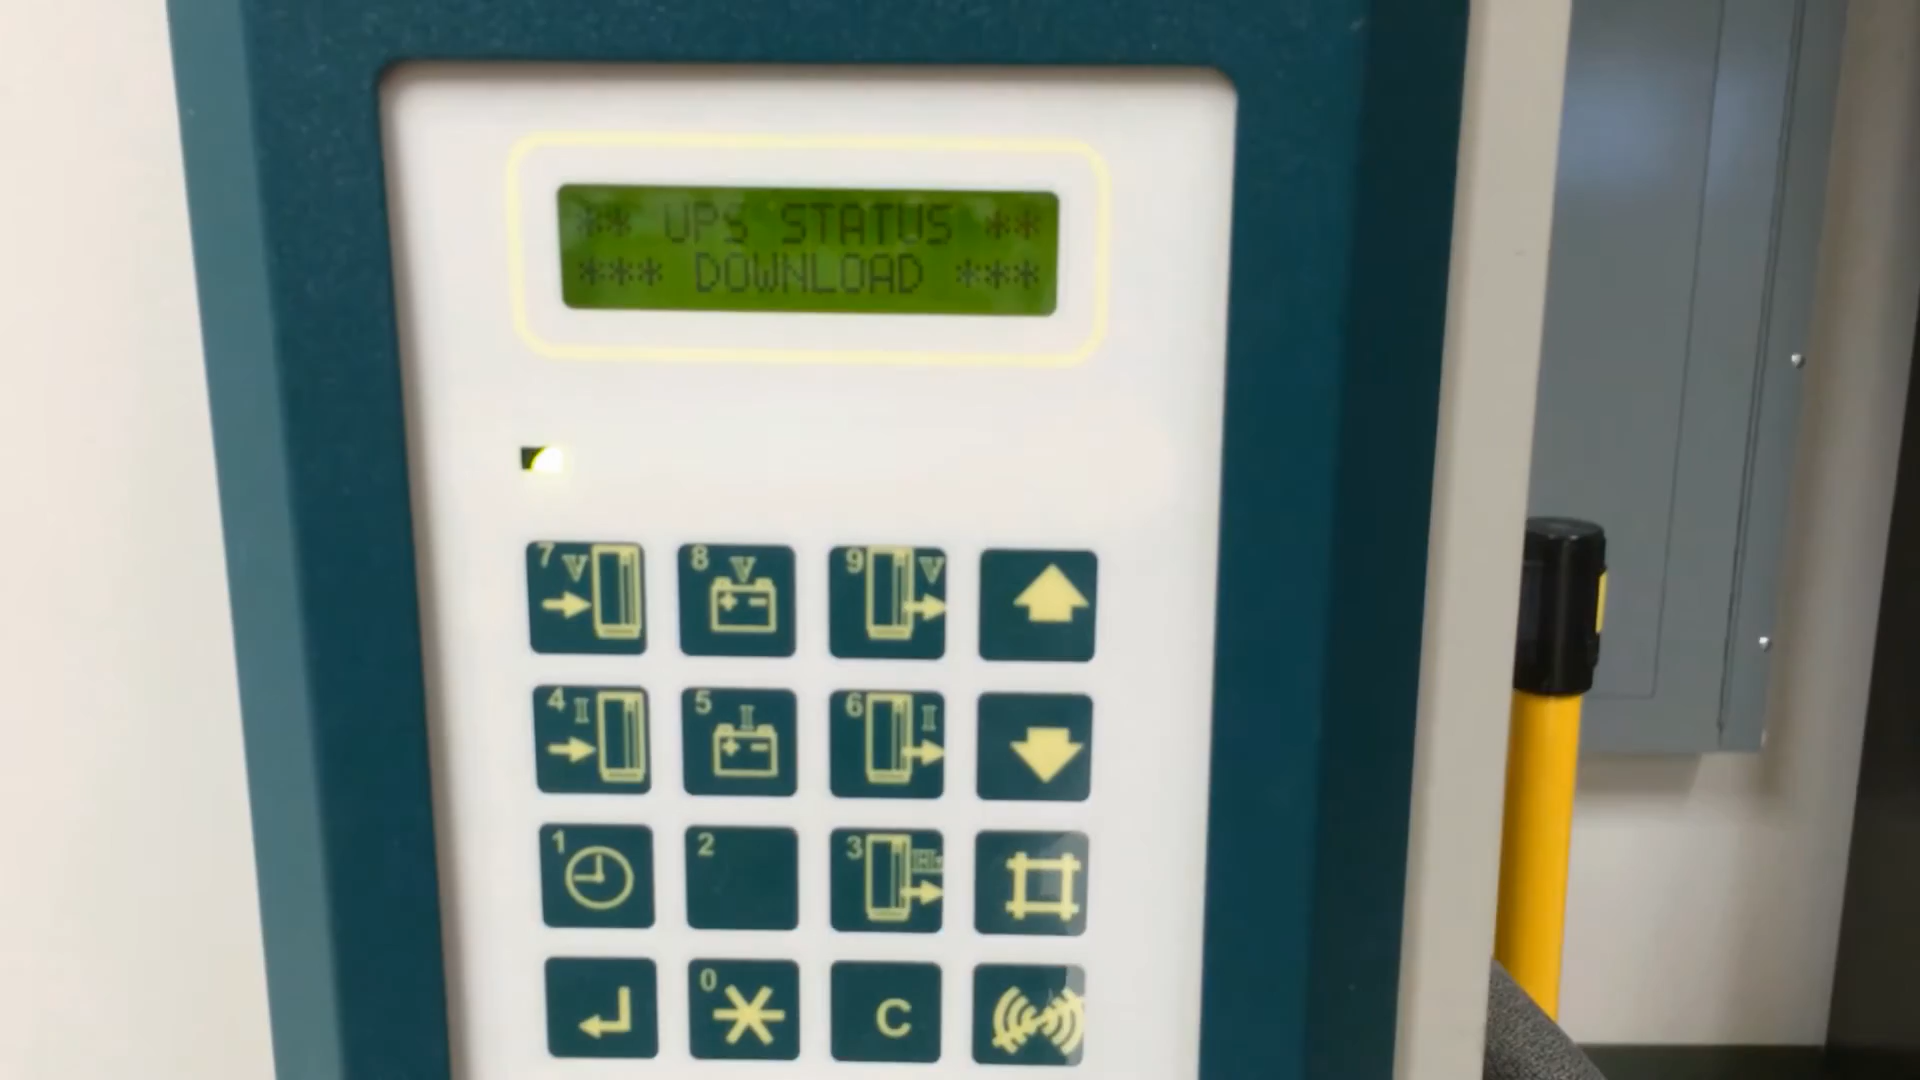 ** UPS STATUS **
*** DOWNLOAD ***
7 V 8 V 9 V
4 I 5 I 6 I
1 2 3
0 C